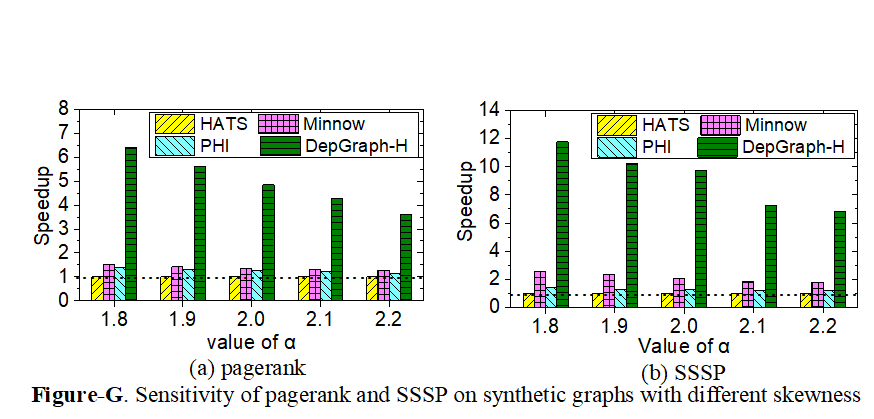 8
7
6
5
4
3
2
1
0
Speedup
HATS Minnow
PHI DepGraph-H
1.8 1.9 2.0 2.1 2.2
value of α
(a) pagerank
14
12
10
8
6
4
2
0
Speedup
HATS Minnow
PHI DepGraph-H
1.8 1.9 2.0 2.1 2.2
Value of α
(b) SSSP
Figure-G. Sensitivity of pagerank and SSSP on synthetic graphs with different skewness